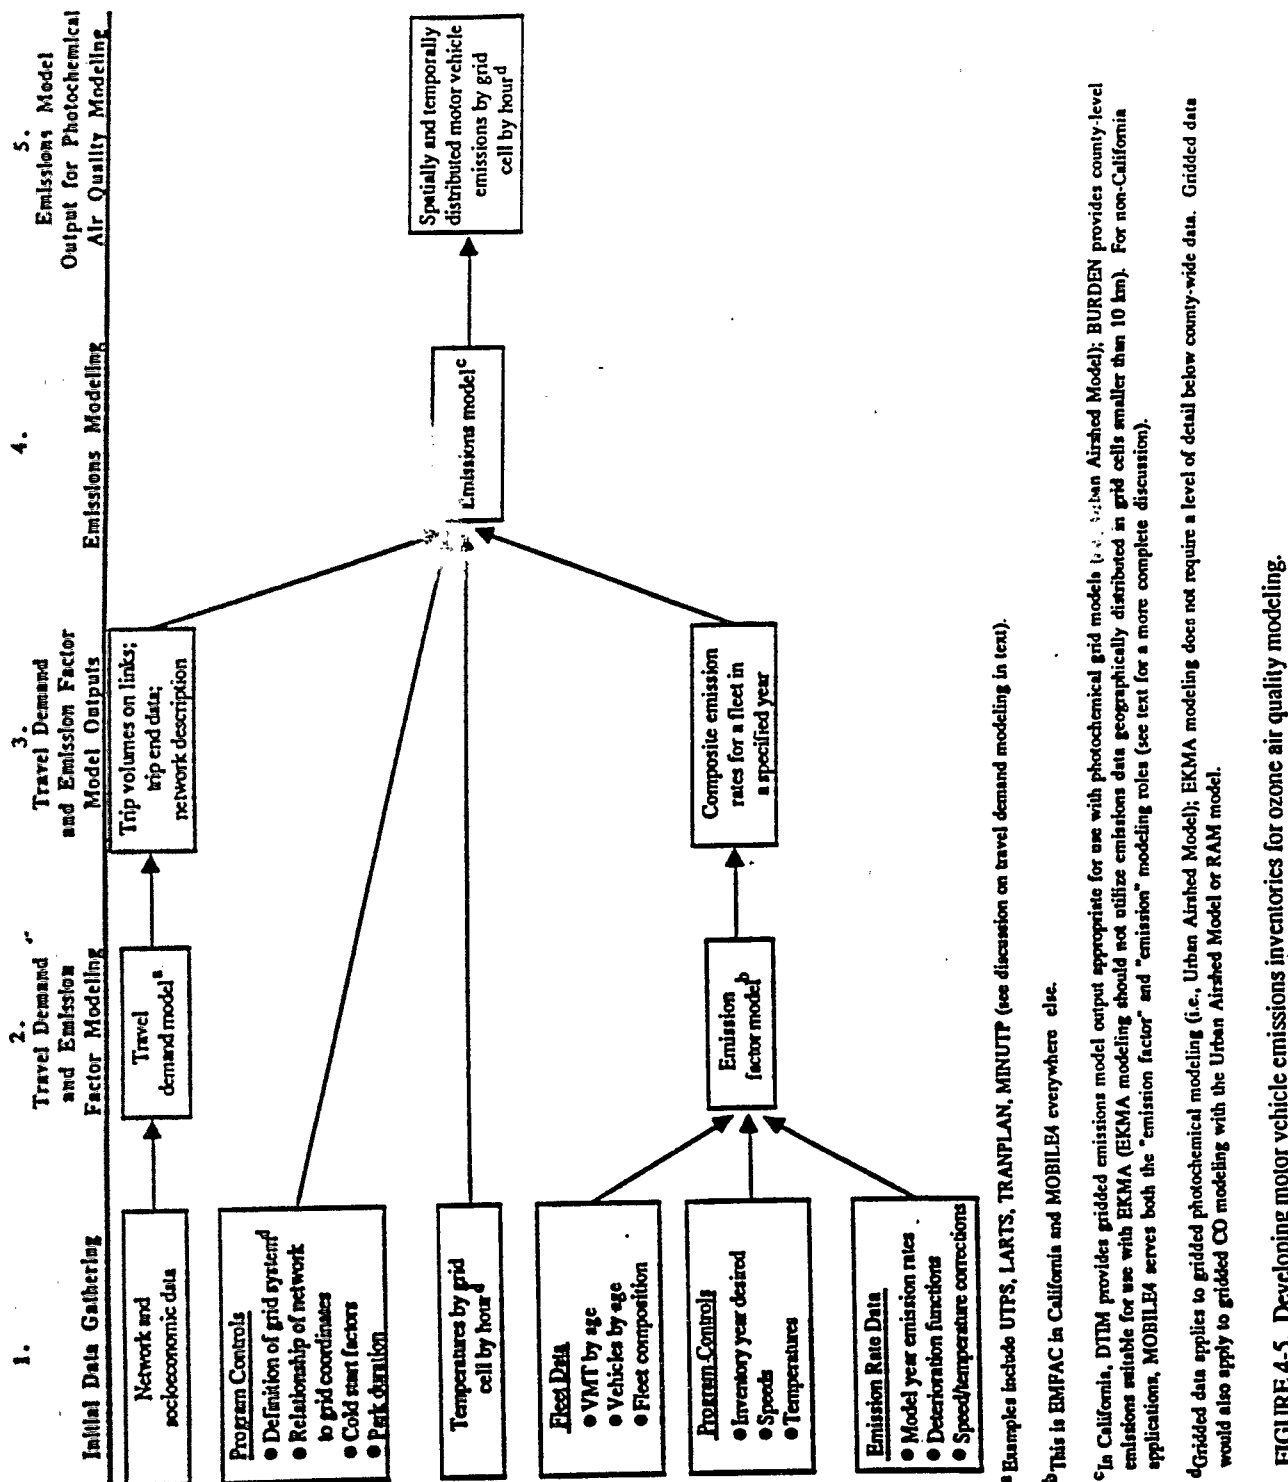 1.
Initial Data Gathering
2.
Travel Demand
and Emission
Factor Modeling
3.
Travel Demand
and Emission Factor
Model Outputs
4.
Emissions Modeling
5.
Emissions Model
Output for Photochemical
Air Quality Modeling
Network and
socioeconomic data
Travel
demand model a
Trip volumes on links;
trip end data;
network description
Program Controls
● Definition of grid system d
● Relationship of network
to grid coordinates
● Cold start factors
● Park duration
Temperatures by grid
cell by hour d
Emissions model c
Spatially and temporally
distributed motor vehicle
emissions by grid
cell by hour d
Fleet Data
● VMT by age
● Vehicles by age
● Fleet composition
Program Controls
● Inventory year desired
● Speeds
● Temperatures
Emission Rate Data
● Model year emission rates
● Deterioration functions
● Speed/temperature corrections
Emission
factor model b
Composite emission
rates for a fleet in
a specified year
a Examples include UTPS, LARTS, TRANPLAN, MINUTP (see discussion on travel demand modeling in text).
b This is EMFAC in California and MOBILE4 everywhere else.
c In California, DTIM provides gridded emissions model output appropriate for use with photochemical grid models ( Urban Airshed Model); BURDEN provides county-level
emissions suitable for use with EKMA (EKMA modeling should not utilize emissions data geographically distributed in grid cells smaller than 10 km). For non-California
applications, MOBILE4 serves both the "emission factor" and "emission" modeling roles (see text for a more complete discussion).
d Gridded data applies to gridded photochemical modeling (i.e., Urban Airshed Model); EKMA modeling does not require a level of detail below county-wide data. Gridded data
would also apply to gridded CO modeling with the Urban Airshed Model or RAM model.
FIGURE 4-5. Developing motor vehicle emissions inventories for ozone air quality modeling.